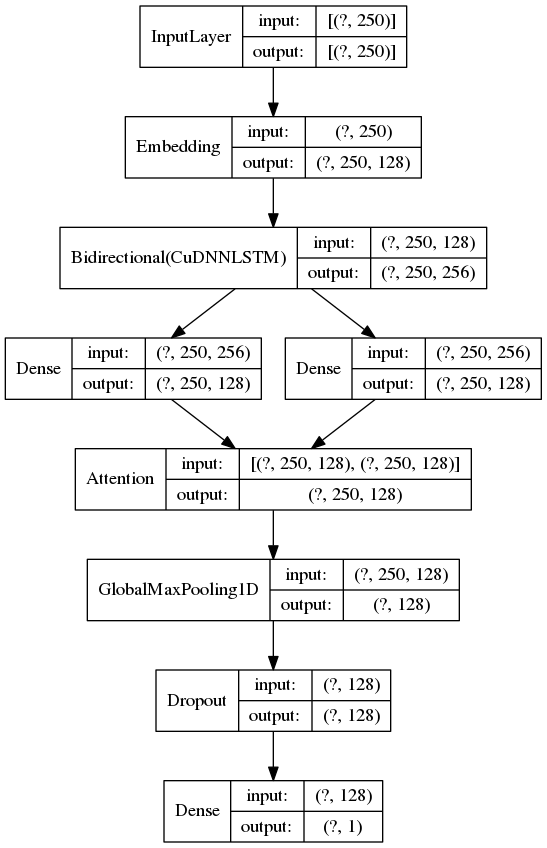 InputLayer
input: [(?, 250)]
output: [(?, 250)]
Embedding
input: (?, 250)
output: (?, 250, 128)
Bidirectional(CuDNNLSTM)
input: (?, 250, 128)
output: (?, 250, 256)
Dense
input: (?, 250, 256)
output: (?, 250, 128)
Dense
input: (?, 250, 256)
output: (?, 250, 128)
Attention
input: [(?, 250, 128), (?, 250, 128)]
output: (?, 250, 128)
GlobalMaxPooling1D
input: (?, 250, 128)
output: (?, 128)
Dropout
input: (?, 128)
output: (?, 128)
Dense
input: (?, 128)
output: (?, 1)